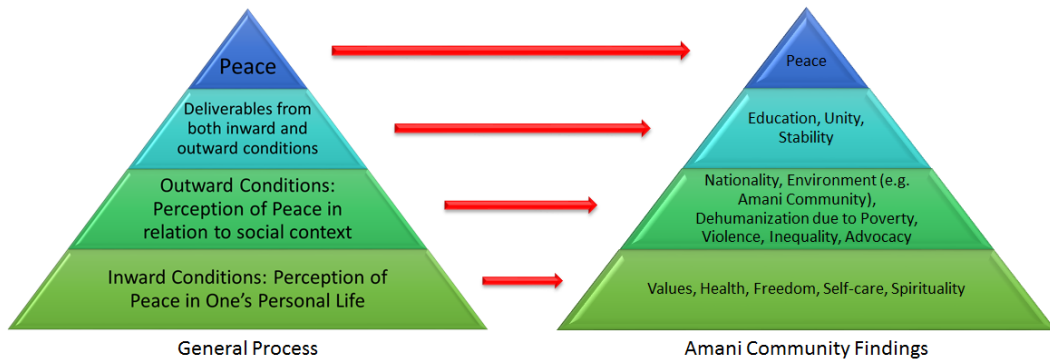 Peace
Deliverables from
both inward and
outward conditions
Outward Conditions:
Perception of Peace in
relation to social context
Inward Conditions: Perception of
Peace in One's Personal Life
General Process
Peace
Education, Unity,
Stability
Nationality, Environment (e.g.
Amani Community),
Dehumanization due to Poverty,
Violence, Inequality, Advocacy
Values, Health, Freedom, Self-care, Spirituality
Amani Community Findings